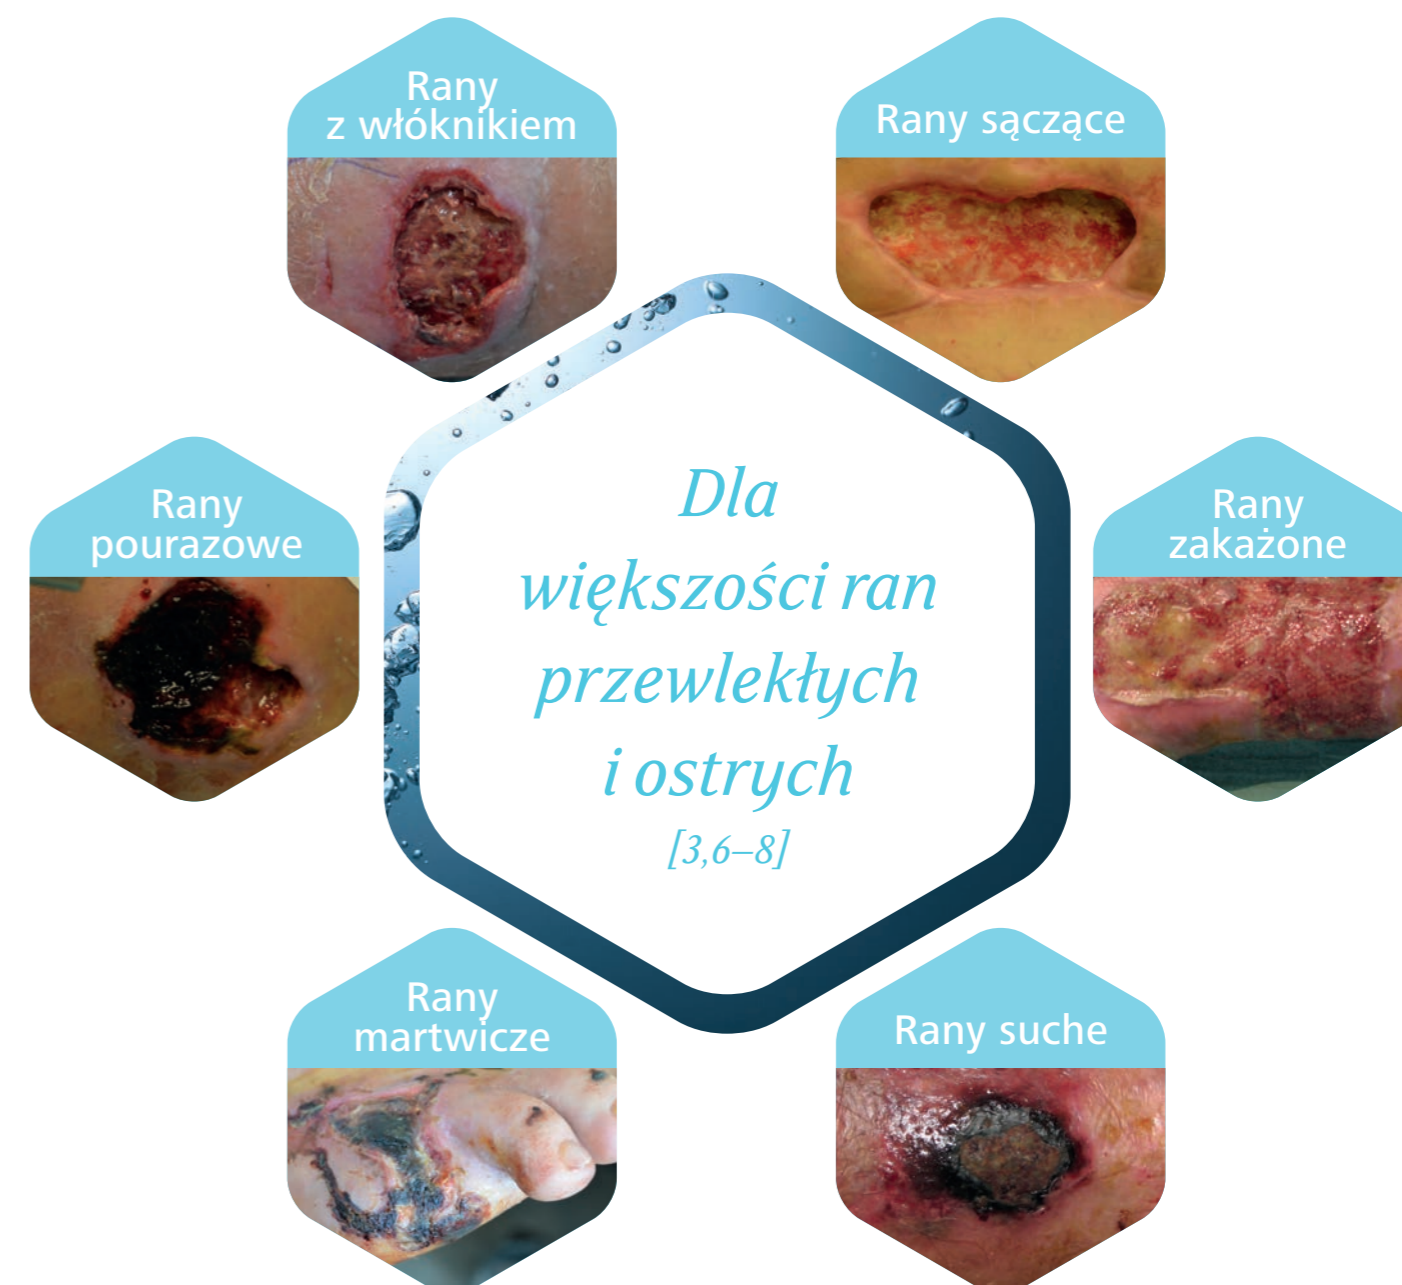 Rany
z włóknikiem
Rany sączące
Rany
pourazowe
Dla
większości ran
przewlekłych
i ostrych
[3,6–8]
Rany
zakażone
Rany
martwicze
Rany suche